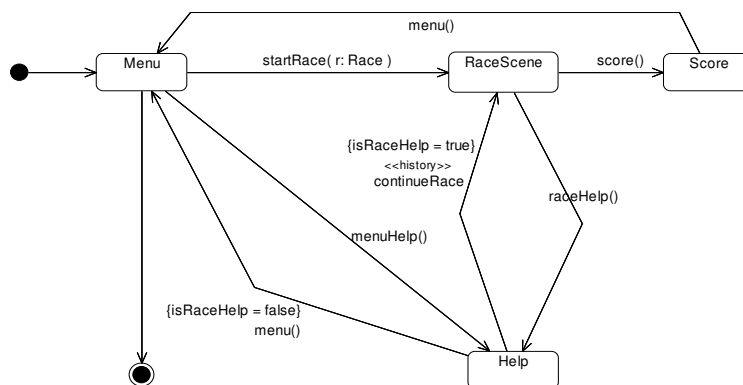 menu()
Menu
startRace( r: Race )
RaceScene
score()
Score
{isRaceHelp = true}
<<history>>
continueRace
raceHelp()
menuHelp()
{isRaceHelp = false}
menu()
Help